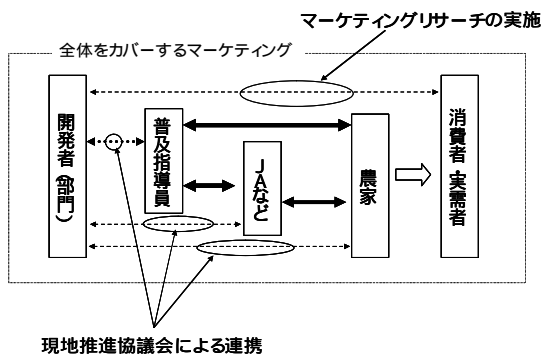 マーケティングリサーチの実施
全体をカバーするマーケティング
開発者(部門)
普及指導員
JAなど
農家
消費者・実需者
現地推進協議会による連携